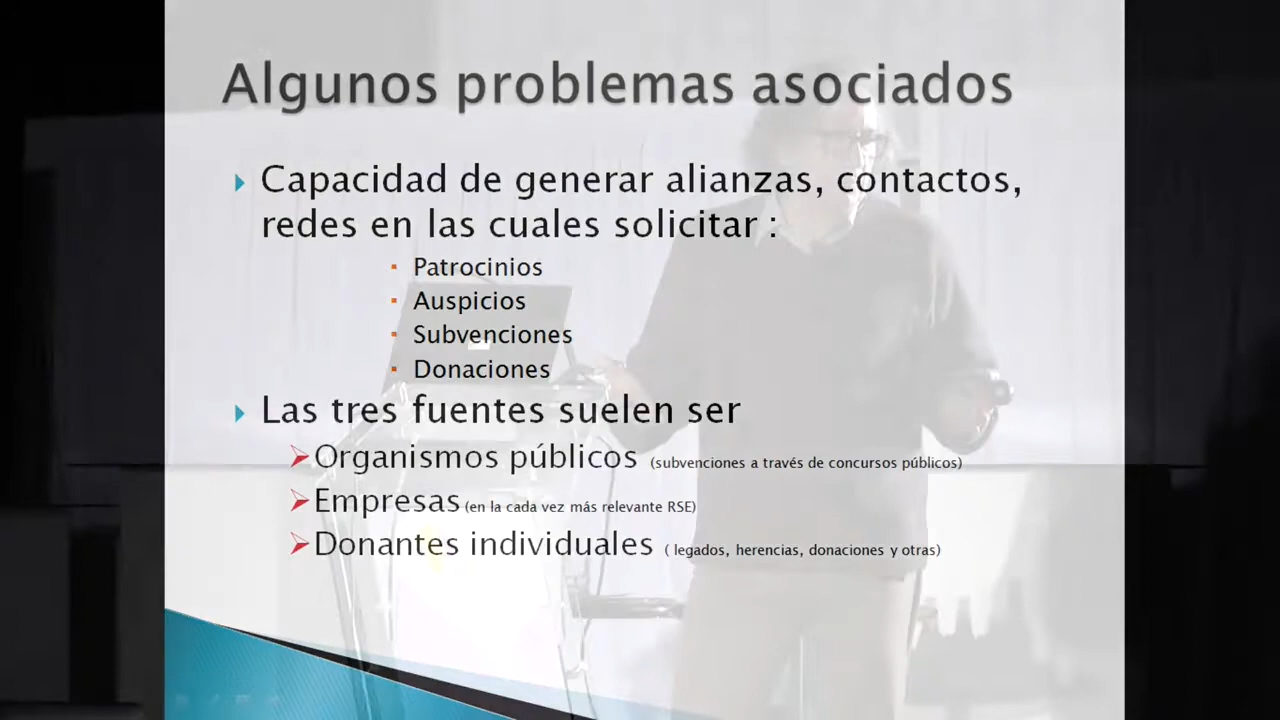 Algunos problemas asociados
Capacidad de generar alianzas, contactos,
redes en las cuales solicitar :
Patrocinios
Auspicios
Subvenciones
Donaciones
Las tres fuentes suelen ser
Organismos públicos (subvenciones a través de concursos públicos)
Empresas (en la cada vez más relevante RSE)
Donantes individuales ( legados, herencias, donaciones y otras)